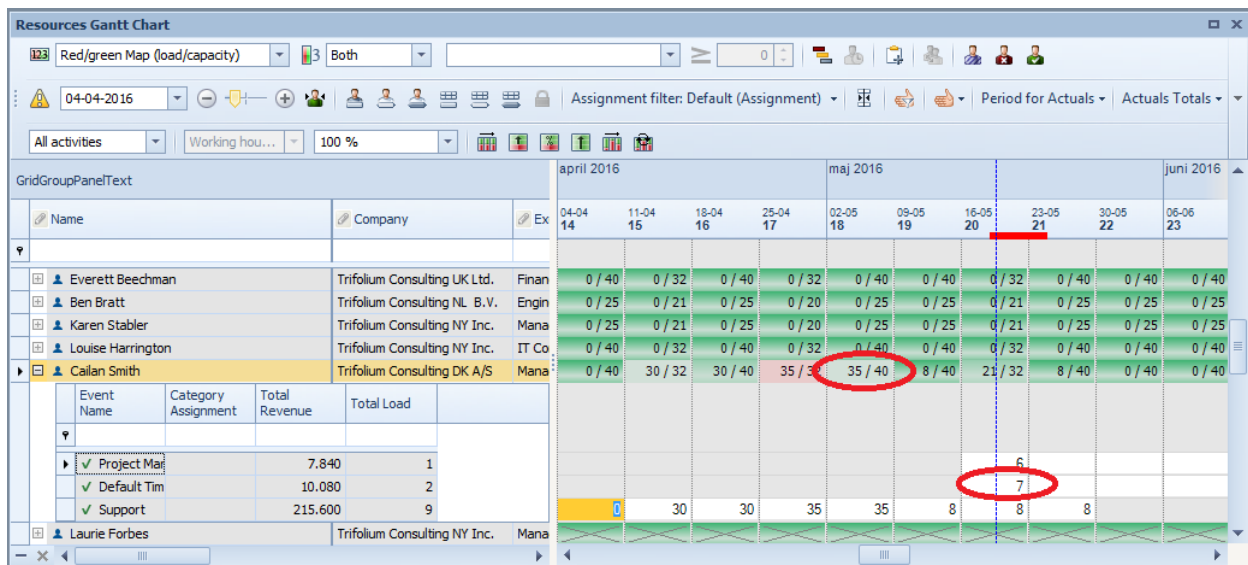 Resources Gantt Chart
123 Red/green Map (load/capacity) 3 Both 0
04-04-2016 Assignment filter: Default (Assignment) Period for Actuals Actuals Totals
All activities Working hou... 100 %
GridGroupPanelText april 2016 maj 2016 juni 2016
Name Company Ex 04-04 11-04 18-04 25-04 02-05 09-05 16-05 23-05 30-05 06-06
14 15 16 17 18 19 20 21 22 23
Everett Beechman Trifolium Consulting UK Ltd. Finan 0 / 40 0 / 32 0 / 40 0 / 32 0 / 40 0 / 40 0 / 32 0 / 40 0 / 40 0 / 40
Ben Bratt Trifolium Consulting NL B.V. Engin 0 / 25 0 / 21 0 / 25 0 / 20 0 / 25 0 / 25 0 / 21 0 / 25 0 / 25 0 / 25
Karen Stabler Trifolium Consulting NY Inc. Mana 0 / 25 0 / 21 0 / 25 0 / 20 0 / 25 0 / 25 0 / 21 0 / 25 0 / 25 0 / 25
Louise Harrington Trifolium Consulting NY Inc. IT Co 0 / 40 0 / 32 0 / 40 0 / 32 0 / 40 0 / 40 0 / 32 0 / 40 0 / 40 0 / 40
Cailan Smith Trifolium Consulting DK A/S Mana 0 / 40 30 / 32 30 / 40 35 / 32 35 / 40 8 / 40 21 / 32 8 / 40 0 / 40 0 / 40
Event Category Total Total Load
Name Assignment Revenue
Project Mar 7.840 1 6
Default Tim 10.080 2 7
Support 215.600 9 0 30 30 35 35 8 8 8
Laurie Forbes Trifolium Consulting NY Inc. Mana